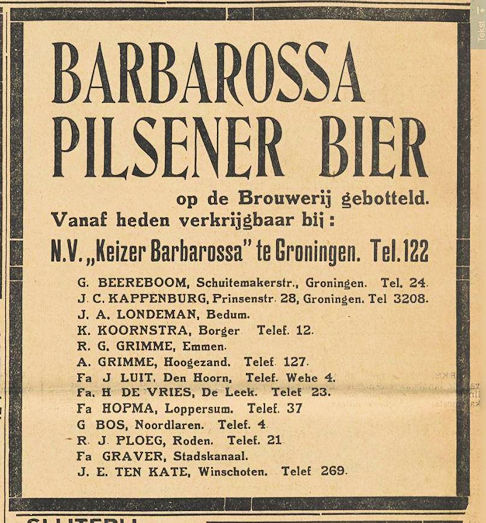 BARBAROSSA
PILSENER BIER
op de Brouwerij gebotteld.
Vanaf heden verkrijgbaar bij:
N.V. „Keizer Barbarossa" te Groningen. Tel. 122
G. BEEREBOOM, Schuitemakerstr., Groningen. Tel. 24.
J C. KAPPENBURG, Prinsenstr. 28, Groningen. Tel 3208.
J. A. LONDEMAN, Bedum.
K. KOORNSTRA, Borger Telef. 12.
R. G. GRIMME, Emmen.
A. GRIMME, Hoogezand. Telef 127.
Fa J LUIT, Den Hoorn, Telef. Wehe 4.
Fa. H DE VRIES, De Leek. Telef 23.
Fa HOPMA, Loppersum. Telef. 37
G BOS, Noordlaren. Telef. 4
R. J PLOEG, Roden. Telef. 21
Fa GRAVER, Stadskanaal.
J. E. TEN KATE, Winschoten. Telef 269.
SLIJTERIJ
Tekst